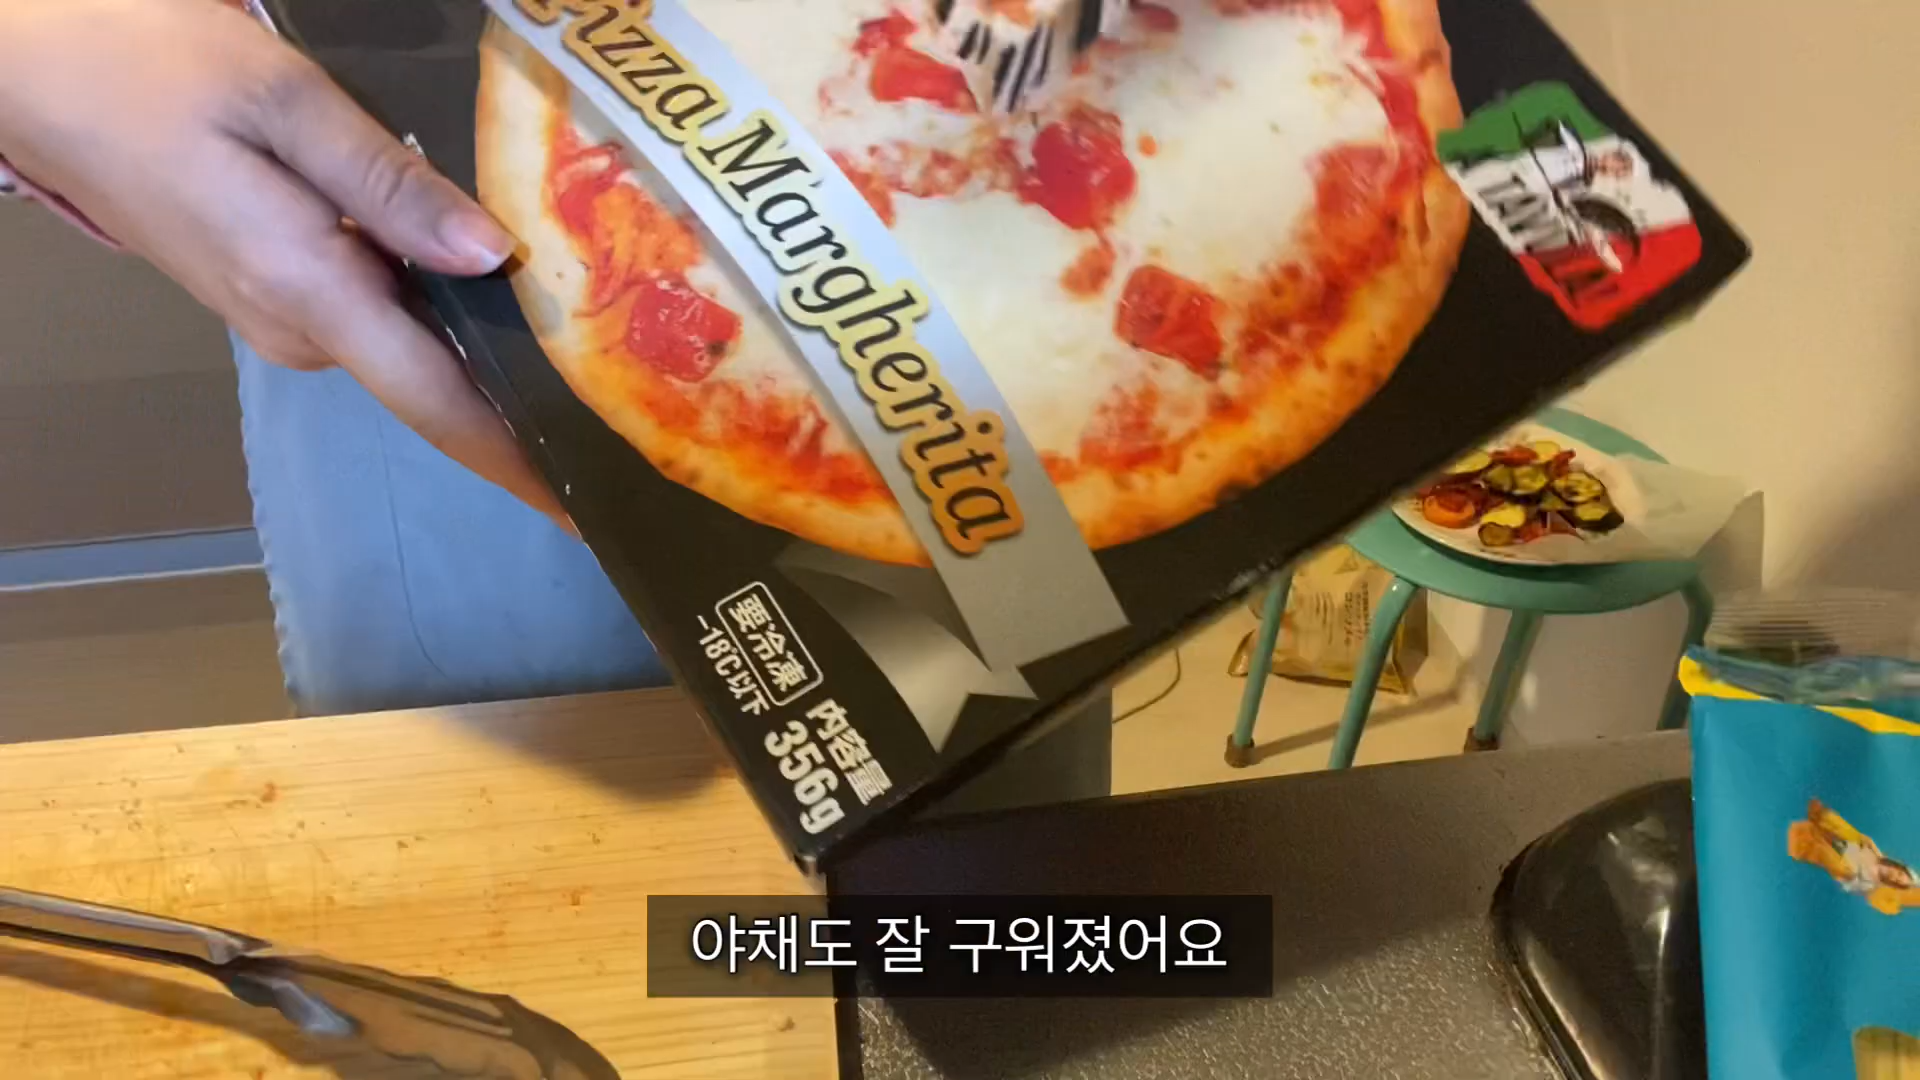 Pizza Margherita
要冷凍
-18℃以下
内容量
356g
야채도 잘 구워졌어요